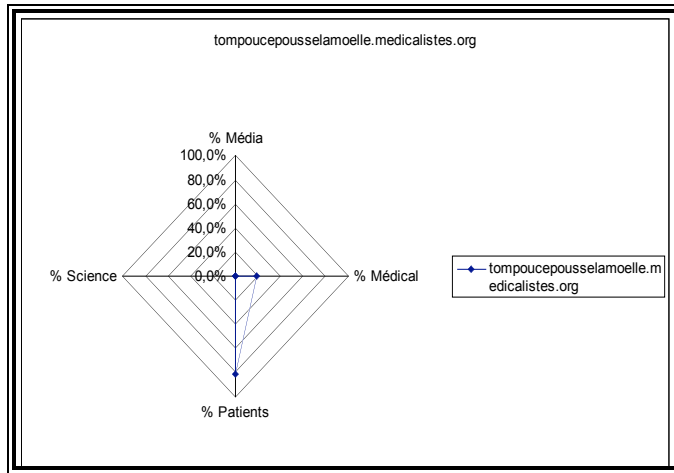 tompoucepousselamoelle.medicalistes.org
% Média
100,0%
80,0%
60,0%
40,0%
20,0%
% Science
0,0%
% Médical
tompoucepousselamoelle.m
edicalistes.org
% Patients